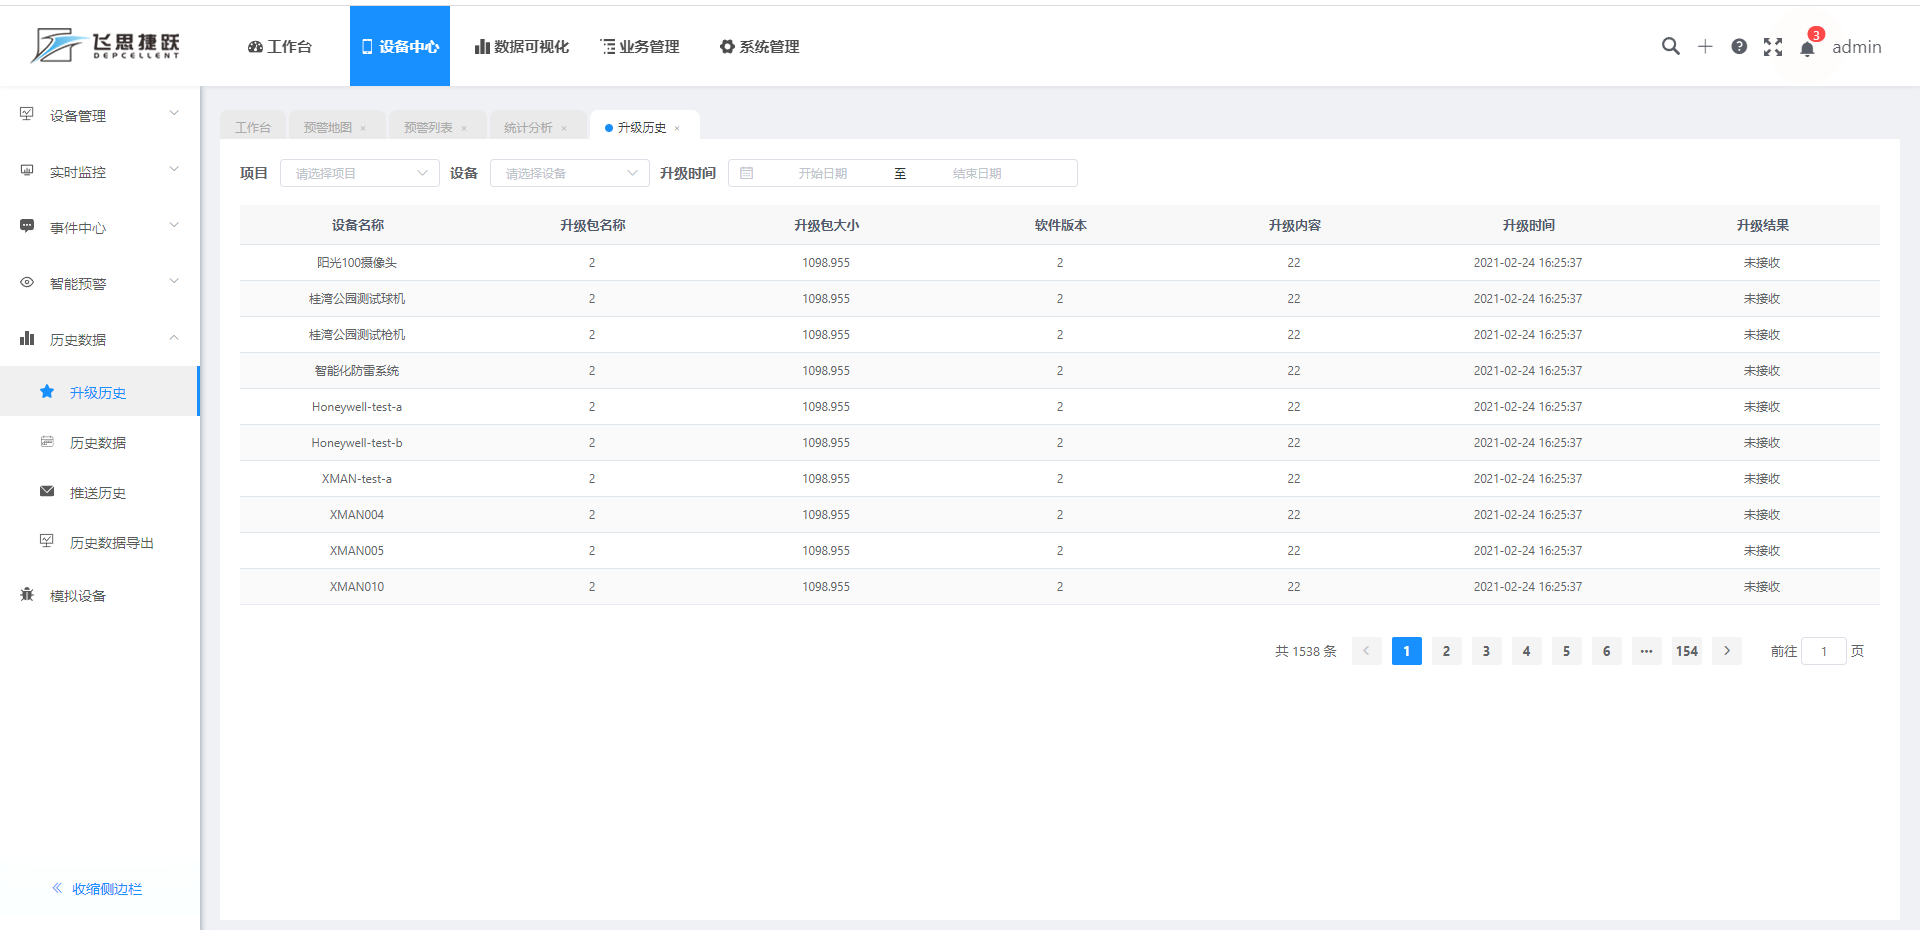 飞思捷跃
DEPCELLENT
工作台 设备中心 数据可视化 业务管理 系统管理 3 admin
设备管理
实时监控
事件中心
智能预警
历史数据
升级历史
历史数据
推送历史
历史数据导出
模拟设备
收缩侧边栏
工作台 预警地图 × 预警列表 × 统计分析 × 升级历史 ×
项目 请选择项目 设备 请选择设备 升级时间 开始日期 至 结束日期
设备名称 升级包名称 升级包大小 软件版本 升级内容 升级时间 升级结果
阳光100摄像头 2 1098.955 2 22 2021-02-24 16:25:37 未接收
桂湾公园测试球机 2 1098.955 2 22 2021-02-24 16:25:37 未接收
桂湾公园测试枪机 2 1098.955 2 22 2021-02-24 16:25:37 未接收
智能化防雷系统 2 1098.955 2 22 2021-02-24 16:25:37 未接收
Honeywell-test-a 2 1098.955 2 22 2021-02-24 16:25:37 未接收
Honeywell-test-b 2 1098.955 2 22 2021-02-24 16:25:37 未接收
XMAN-test-a 2 1098.955 2 22 2021-02-24 16:25:37 未接收
XMAN004 2 1098.955 2 22 2021-02-24 16:25:37 未接收
XMAN005 2 1098.955 2 22 2021-02-24 16:25:37 未接收
XMAN010 2 1098.955 2 22 2021-02-24 16:25:37 未接收
共 1538 条 1 2 3 4 5 6 ··· 154 前往 1 页